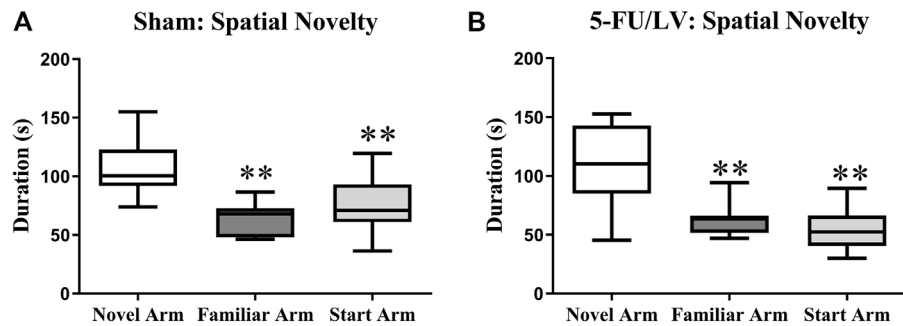 A
Sham: Spatial Novelty
Duration (s)
200
150
100
50
0
**
**
Novel Arm
Familiar Arm
Start Arm
B
5-FU/LV: Spatial Novelty
Duration (s)
200
150
100
50
0
**
**
Novel Arm
Familiar Arm
Start Arm